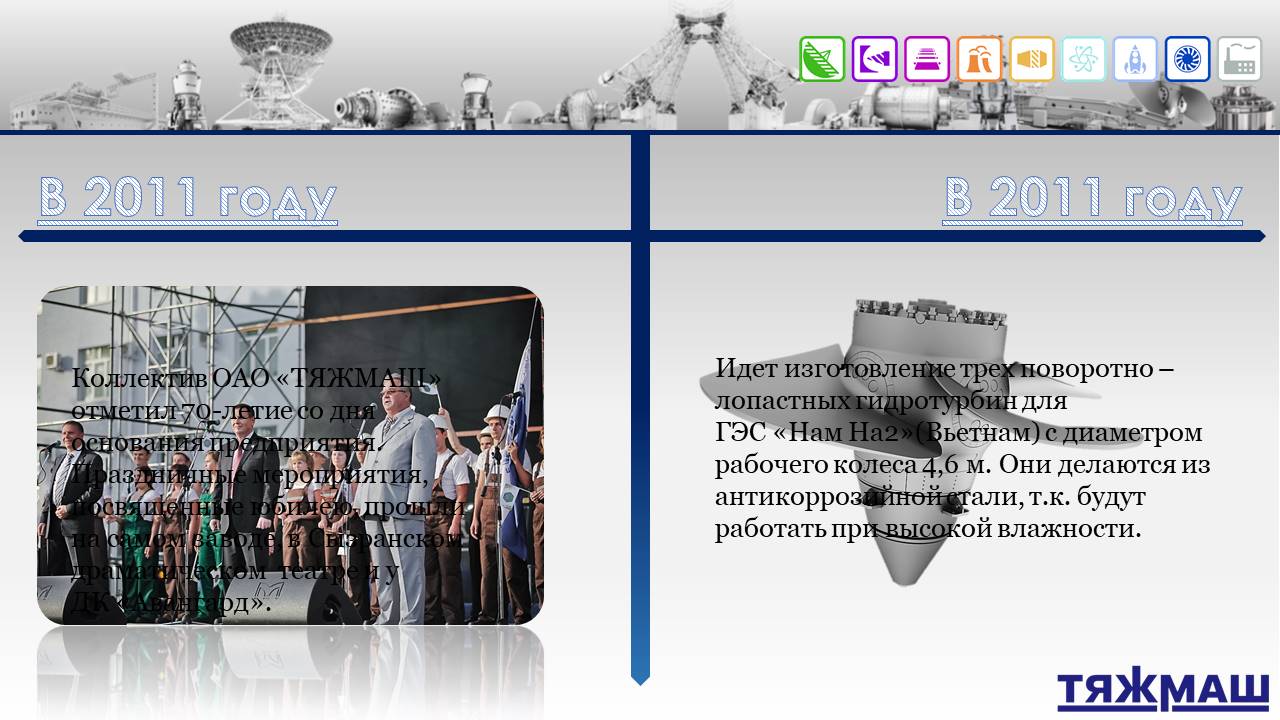 В 2011 году
Коллектив ОАО «ТЯЖМАШ»
отметил 70-летие со дня
основания предприятия.
Праздничные мероприятия,
посвященные юбилею, прошли
на самом заводе, в Сызранском
драматическом театре и у
ДК «Авангард».
В 2011 году
Идет изготовление трех поворотно –
лопастных гидротурбин для
ГЭС «Нам На2»(Вьетнам) с диаметром
рабочего колеса 4,6 м. Они делаются из
антикоррозийной стали, т.к. будут
работать при высокой влажности.
ТЯЖМАШ